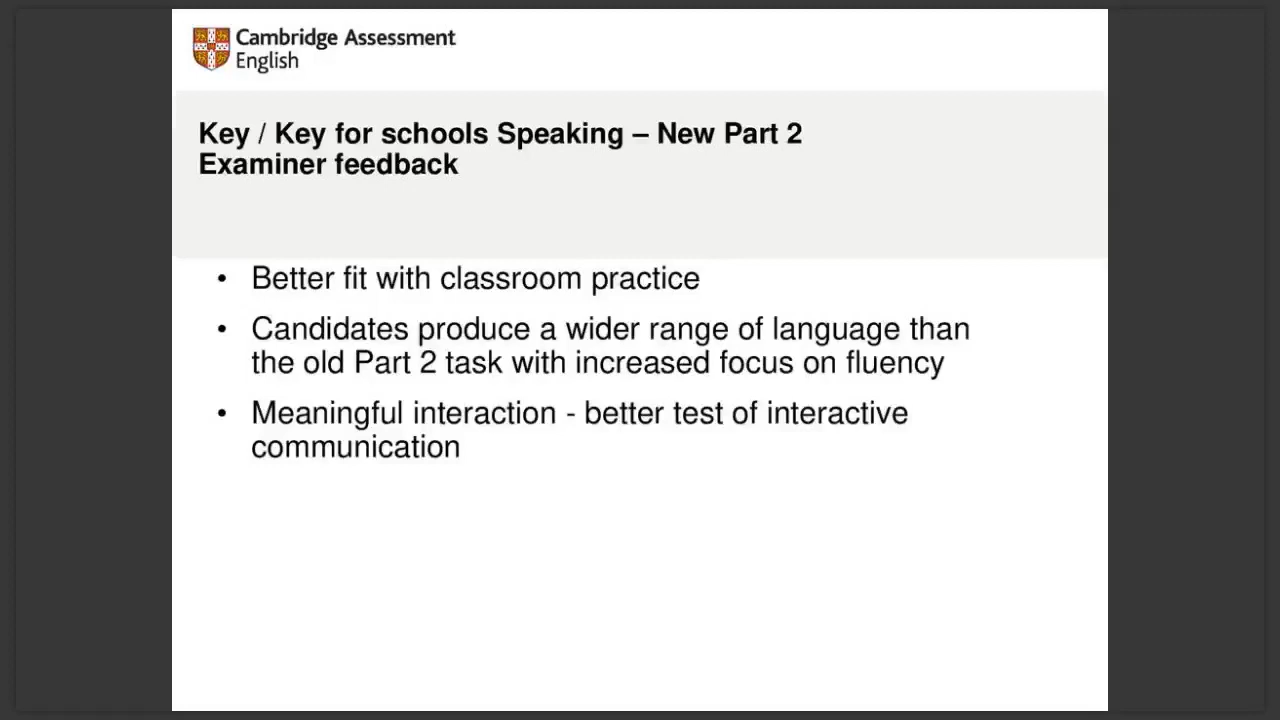 Cambridge Assessment
English
Key / Key for schools Speaking – New Part 2
Examiner feedback
• Better fit with classroom practice
• Candidates produce a wider range of language than
the old Part 2 task with increased focus on fluency
• Meaningful interaction - better test of interactive
communication